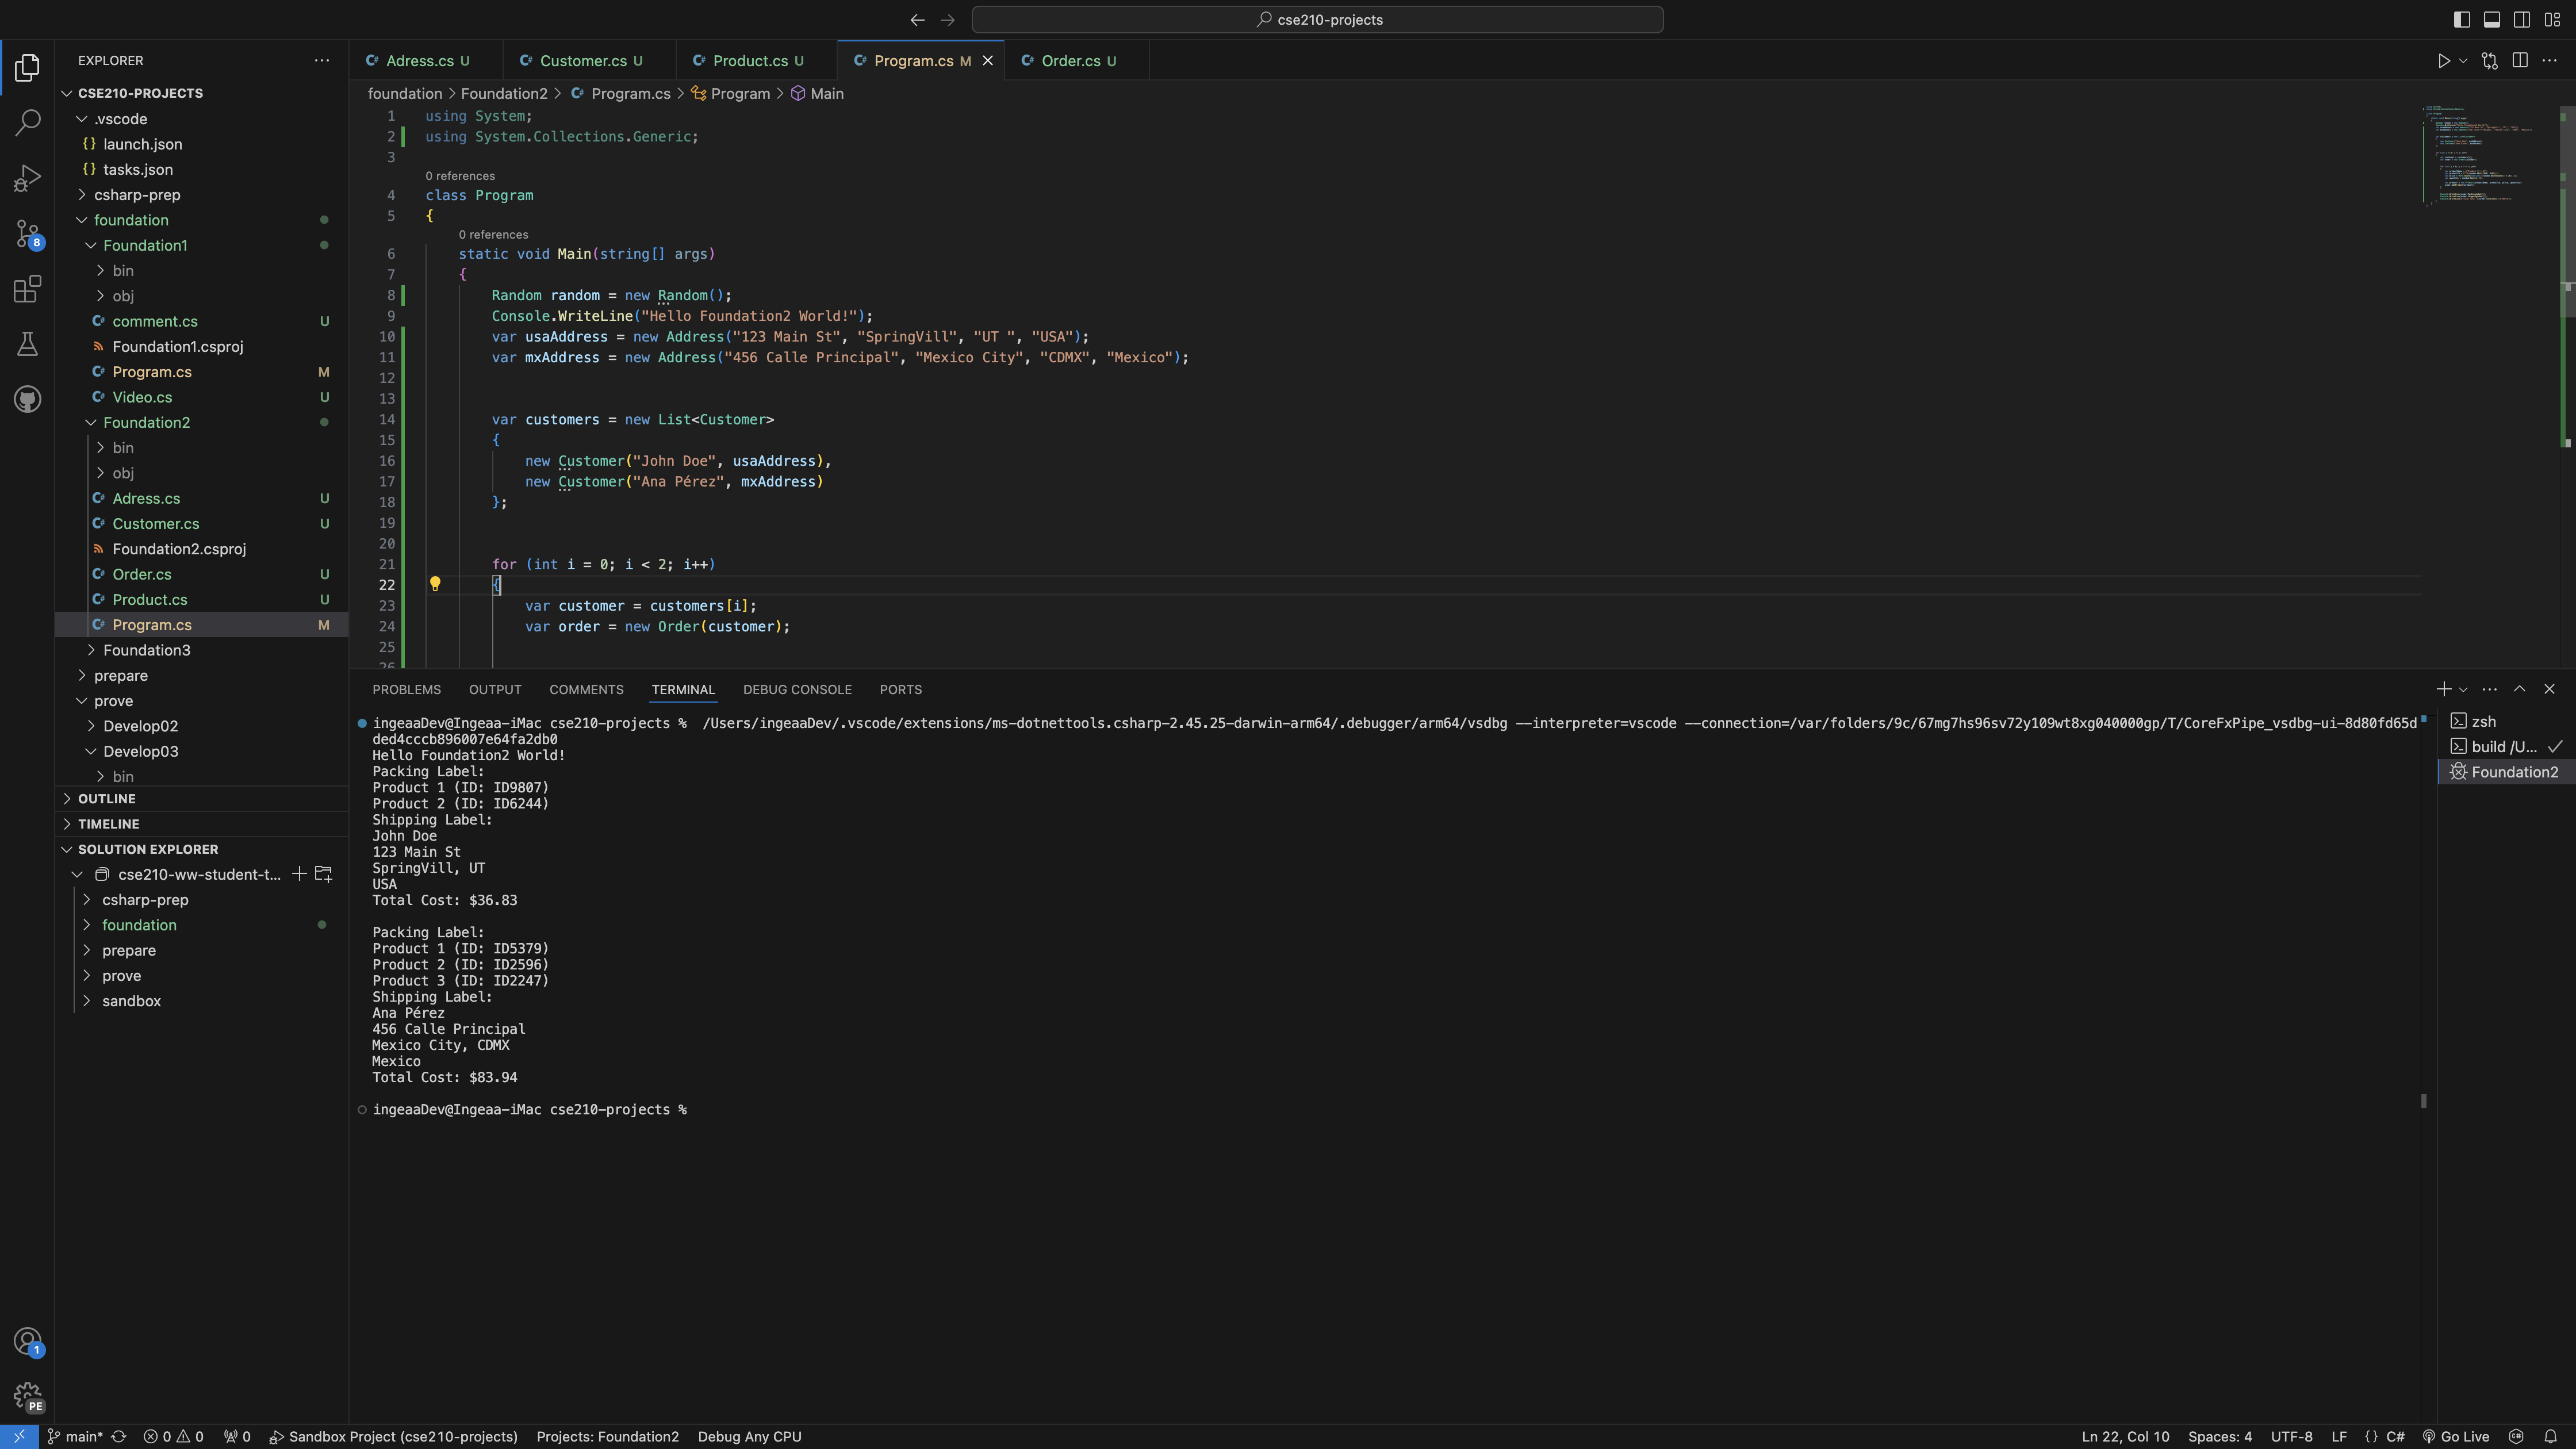 cse210-projects
EXPLORER
Adress.cs U
Customer.cs U
Product.cs U
Program.cs M
Order.cs U
foundation > Foundation2 > Program.cs > Program > Main
CSE210-PROJECTS
.vscode
launch.json
tasks.json
csharp-prep
foundation
Foundation1
bin
obj
comment.cs U
Foundation1.csproj
Program.cs M
Video.cs U
Foundation2
bin
obj
Adress.cs U
Customer.cs U
Foundation2.csproj
Order.cs U
Product.cs U
Program.cs M
Foundation3
prepare
prove
Develop02
Develop03
bin
OUTLINE
TIMELINE
SOLUTION EXPLORER
cse210-ww-student-t...
csharp-prep
foundation
prepare
prove
sandbox
8
1
PE
1 using System;
2 using System.Collections.Generic;
3
0 references
4 class Program
5 {
0 references
6 static void Main(string[] args)
7 {
8 Random random = new Random();
9 Console.WriteLine("Hello Foundation2 World!");
10 var usaAddress = new Address("123 Main St", "SpringVill", "UT ", "USA");
11 var mxAddress = new Address("456 Calle Principal", "Mexico City", "CDMX", "Mexico");
12
13
14 var customers = new List<Customer>
15 {
16 new Customer("John Doe", usaAddress),
17 new Customer("Ana Pérez", mxAddress)
18 };
19
20
21 for (int i = 0; i < 2; i++)
22 {
23 var customer = customers[i];
24 var order = new Order(customer);
25
26
PROBLEMS OUTPUT COMMENTS TERMINAL DEBUG CONSOLE PORTS
ingeaaDev@Ingeaa-iMac cse210-projects % /Users/ingeaaDev/.vscode/extensions/ms-dotnettools.csharp-2.45.25-darwin-arm64/.debugger/arm64/vsdbg --interpreter=vscode --connection=/var/folders/9c/67mg7hs96sv72y109wt8xg040000gp/T/CoreFxPipe_vsdbg-ui-8d80fd65d
ded4cccb896007e64fa2db0
Hello Foundation2 World!
Packing Label:
Product 1 (ID: ID9807)
Product 2 (ID: ID6244)
Shipping Label:
John Doe
123 Main St
SpringVill, UT
USA
Total Cost: $36.83
Packing Label:
Product 1 (ID: ID5379)
Product 2 (ID: ID2596)
Product 3 (ID: ID2247)
Shipping Label:
Ana Pérez
456 Calle Principal
Mexico City, CDMX
Mexico
Total Cost: $83.94
ingeaaDev@Ingeaa-iMac cse210-projects %
zsh
build /U...
Foundation2
main* 0 0 0 Sandbox Project (cse210-projects) Projects: Foundation2 Debug Any CPU
Ln 22, Col 10 Spaces: 4 UTF-8 LF {} C# Go Live